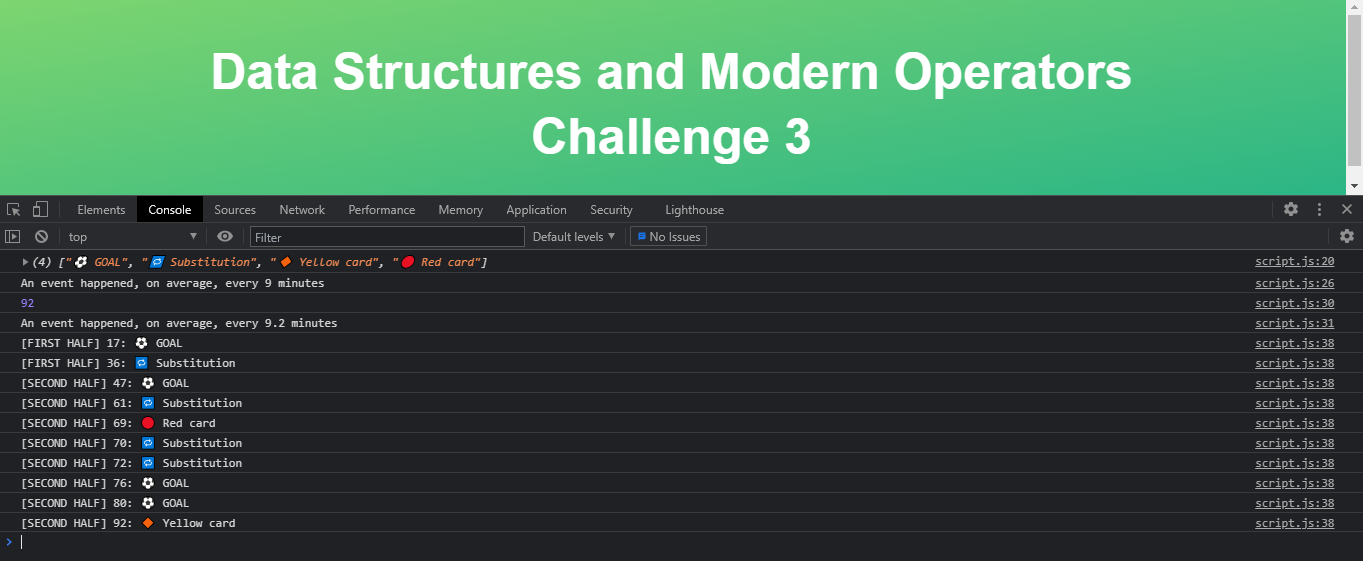 Data Structures and Modern Operators
Challenge 3
Elements Console Sources Network Performance Memory Application Security Lighthouse
top Filter Default levels No Issues
(4) ["⚽ GOAL", "🔁 Substitution", "🔶 Yellow card", "🔴 Red card"] script.js:20
An event happened, on average, every 9 minutes script.js:26
92 script.js:30
An event happened, on average, every 9.2 minutes script.js:31
[FIRST HALF] 17: ⚽ GOAL script.js:38
[FIRST HALF] 36: 🔁 Substitution script.js:38
[SECOND HALF] 47: ⚽ GOAL script.js:38
[SECOND HALF] 61: 🔁 Substitution script.js:38
[SECOND HALF] 69: 🔴 Red card script.js:38
[SECOND HALF] 70: 🔁 Substitution script.js:38
[SECOND HALF] 72: 🔁 Substitution script.js:38
[SECOND HALF] 76: ⚽ GOAL script.js:38
[SECOND HALF] 80: ⚽ GOAL script.js:38
[SECOND HALF] 92: 🔶 Yellow card script.js:38